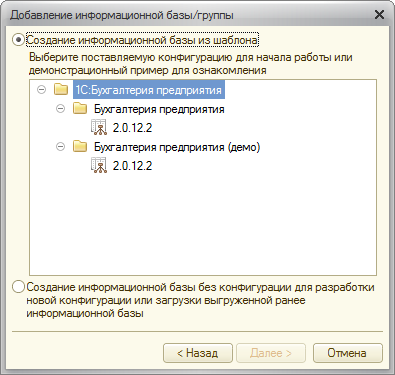 Добавление информационной базы/группы
Создание информационной базы из шаблона
Выберите поставляемую конфигурацию для начала работы или
демонстрационный пример для ознакомления
1С:Бухгалтерия предприятия
Бухгалтерия предприятия
2.0.12.2
Бухгалтерия предприятия (демо)
2.0.12.2
Создание информационной базы без конфигурации для разработки
новой конфигурации или загрузки выгруженной ранее
информационной базы
< Назад
Далее >
Отмена